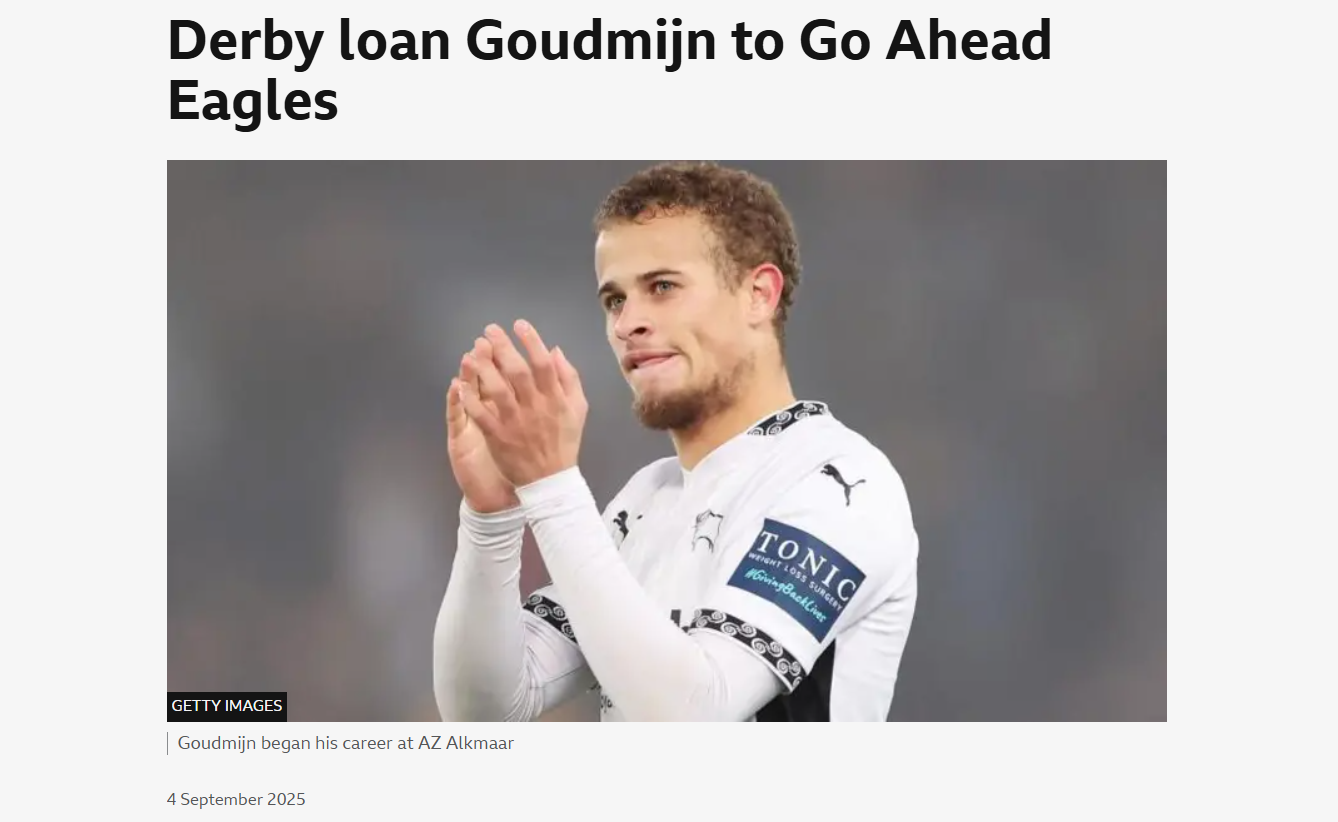 Derby loan Goudmijn to Go Ahead
Eagles
TONIC
WEIGHT LOSS SURGERY
#GivingBackLives
GETTY IMAGES
Goudmijn began his career at AZ Alkmaar
4 September 2025